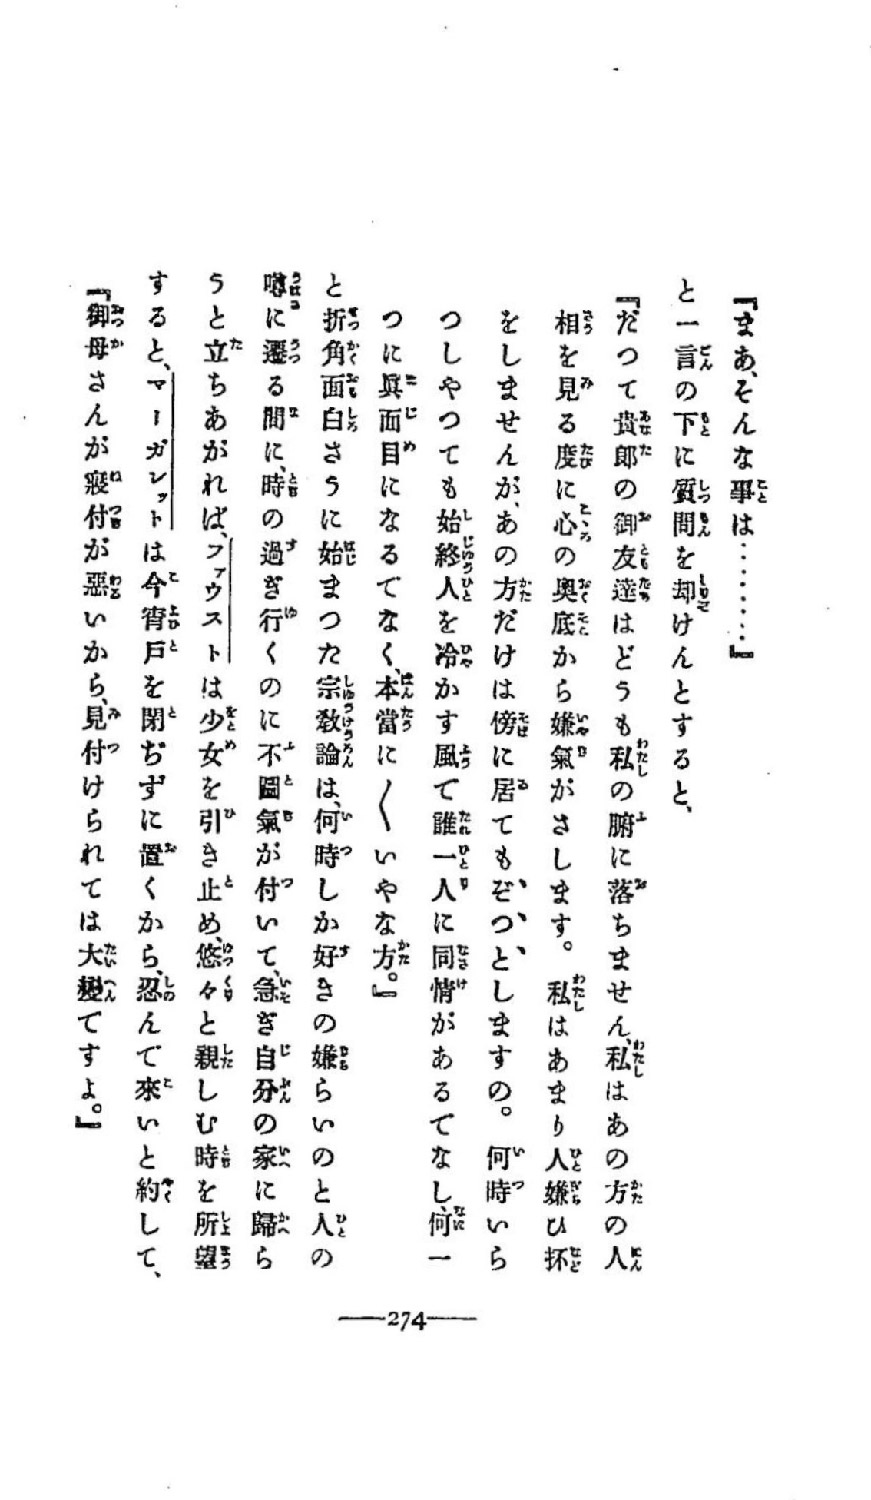 『まあ、そんな事は………』
と一言の下に質問を却けんとすると、
『だつて貴郎の御友達はどうも私の腑に落ちません、私はあの方の人
相を見る度に心の奥底から嫌氣がさします。私はあまり人嫌ひ抔
をしませんが、あの方だけは傍に居てもぞつとしますの。何時いら
つしやつても始終人を冷かす風で誰一人に同情があるでなし、何一
つに眞面目になるでなく、本當に〱いやな方。』
と折角面白さうに始まつた宗教論は、何時しか好きの嫌らいのと人の
噂に遷る間に、時の過ぎ行くのに不圖氣が付いて、急ぎ自分の家に歸ら
うと立ちあがれば、ファウストは少女を引き止め、悠々と親しむ時を所望
すると、マーガレットは今宵戸を閉ぢずに置くから、忍んで來いと約して、
『御母さんが寢付が惡いから、見付けられては大變ですよ。』
274